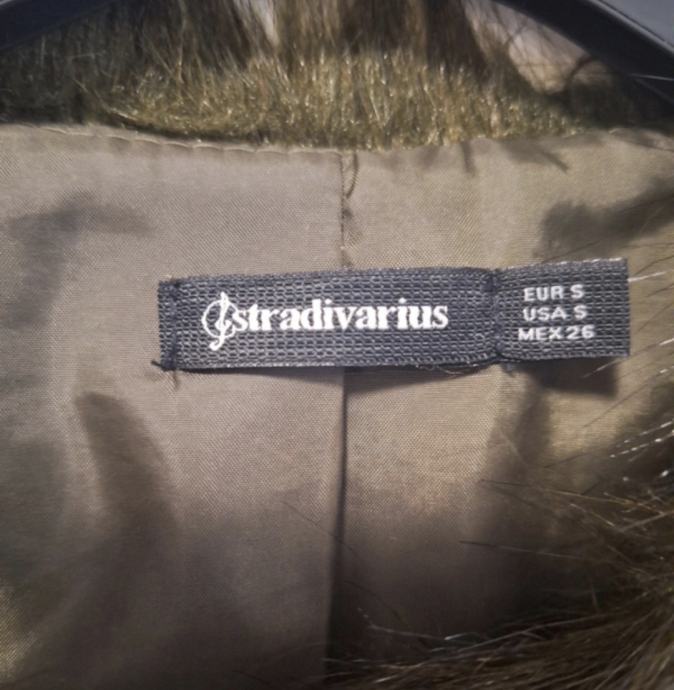 stradivarius
EUR S
USA S
MEX 26